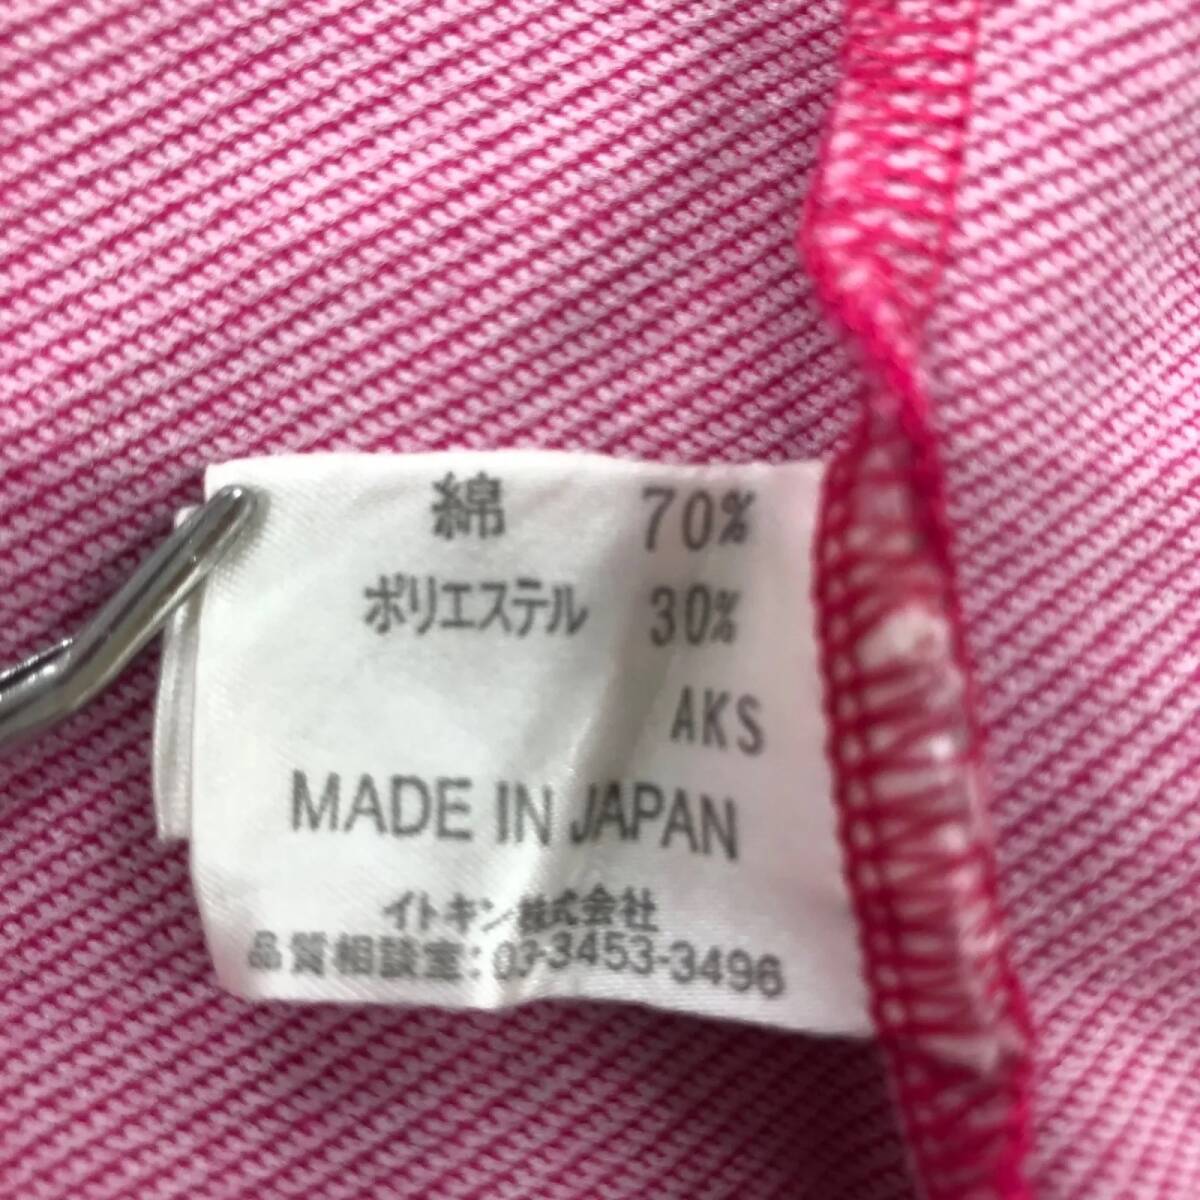 綿 70%
ポリエステル 30%
AKS
MADE IN JAPAN
イトキン株式会社
品質相談室:03-3453-3496